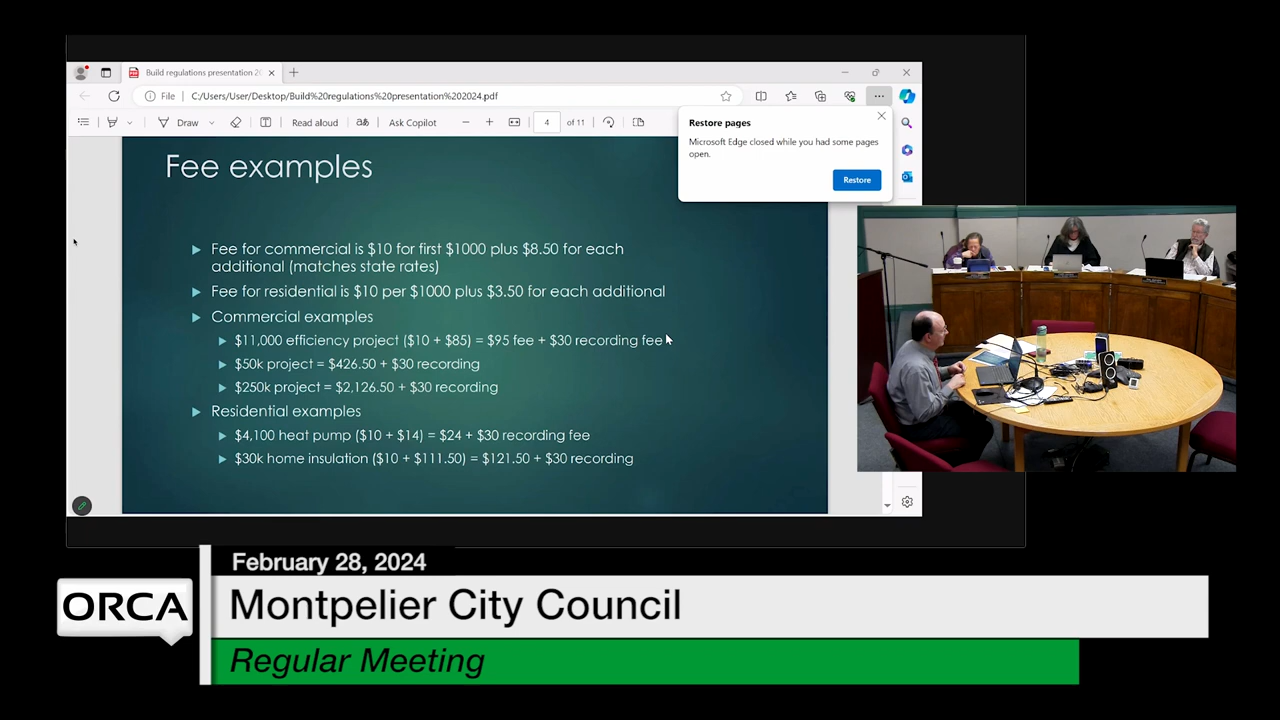 Build regulations presentation 20
File
C:/Users/User/Desktop/Build%20regulations%20presentation%202024.pdf
Draw
Read aloud
Ask Copilot
4
of 11
Restore pages
Microsoft Edge closed while you had some pages
open.
Restore
Fee examples
Fee for commercial is $10 for first $1000 plus $8.50 for each
additional (matches state rates)
Fee for residential is $10 per $1000 plus $3.50 for each additional
Commercial examples
$11,000 efficiency project ($10 + $85) = $95 fee + $30 recording fee
$50k project = $426.50 + $30 recording
$250k project = $2,126.50 + $30 recording
Residential examples
$4,100 heat pump ($10 + $14) = $24 + $30 recording fee
$30k home insulation ($10 + $111.50) = $121.50 + $30 recording
February 28, 2024
ORCA
Montpelier City Council
Regular Meeting